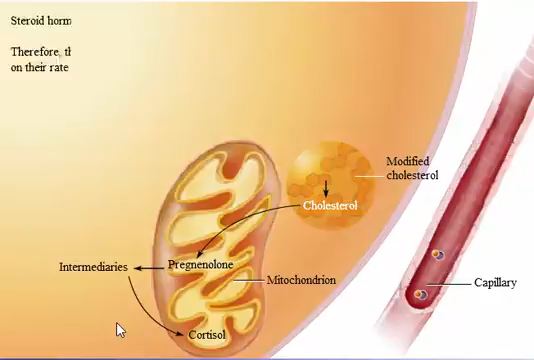 Steroid horm
Therefore, th
on their rate
Modified
cholesterol
Cholesterol
Pregnenolone
Intermediaries
Mitochondrion
Capillary
Cortisol